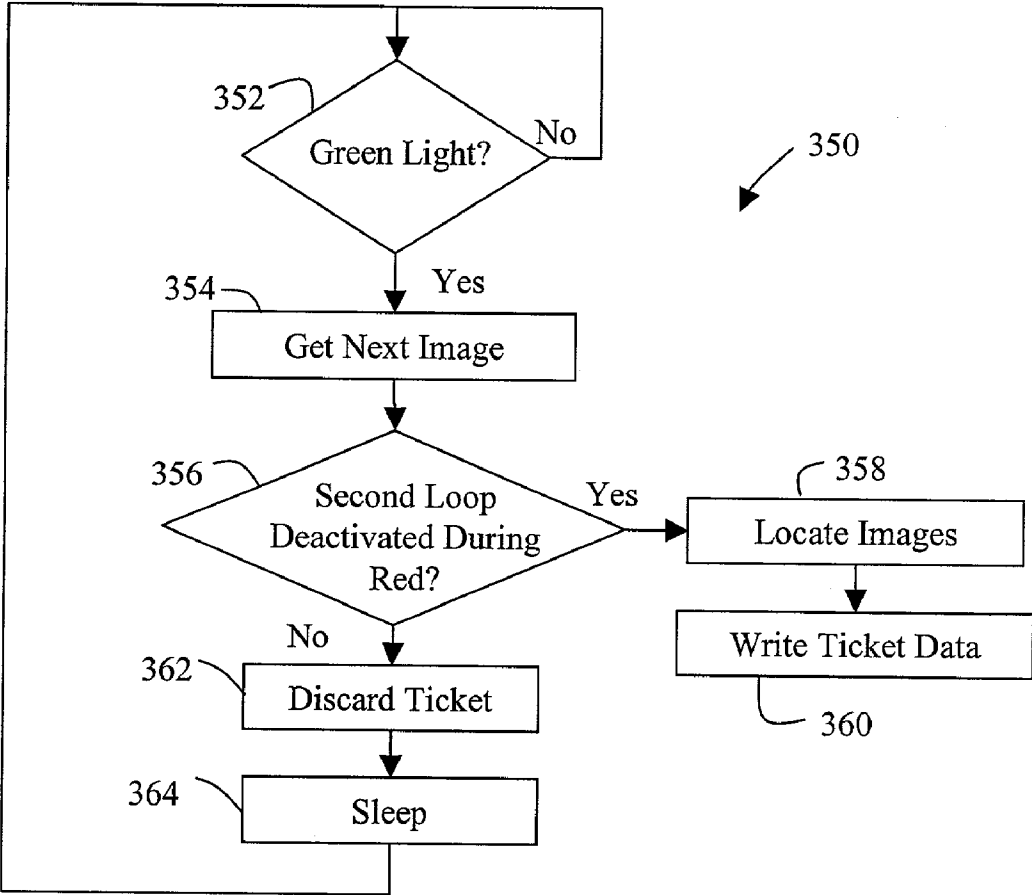 352
Green Light?
No
350
Yes
354
Get Next Image
356
Second Loop
Deactivated During
Red?
Yes
358
Locate Images
Write Ticket Data
360
No
362
Discard Ticket
364
Sleep